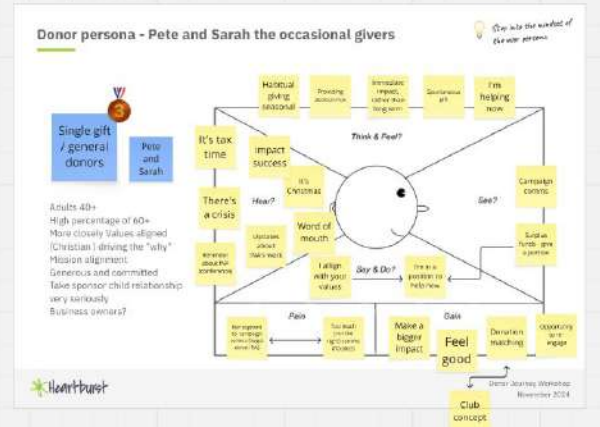 Donor persona - Pete and Sarah the occasional givers
Step into the mindset of
the user persona
3
Single gift
/ general
donors
Pete
and
Sarah
Adults 40+
High percentage of 60+
More closely Values aligned
(Christian) driving the "why"
Mission alignment
Generous and committed
Take sponsor child relationship
very seriously
Business owners?
Habitual
giving
seasonal
Immediate
impact,
rather than
long term
Spontaneous
gift
I'm
helping
now
Think & Feel?
It's tax
time
Impact
success
It's
Christmas
There's
a crisis
Hear?
Word of
mouth
Updates
about
See?
Campaign
comms
Surplus
funds - give
a portion
I align
with your
values
Say & Do?
I'm in a
position to
help now
Pain
Gain
Make a
bigger
impact
Feel
good
Donation
matching
Opportunity
to re
engage
Club
concept
Heartburst
Donor Journey Workshop
November 2024